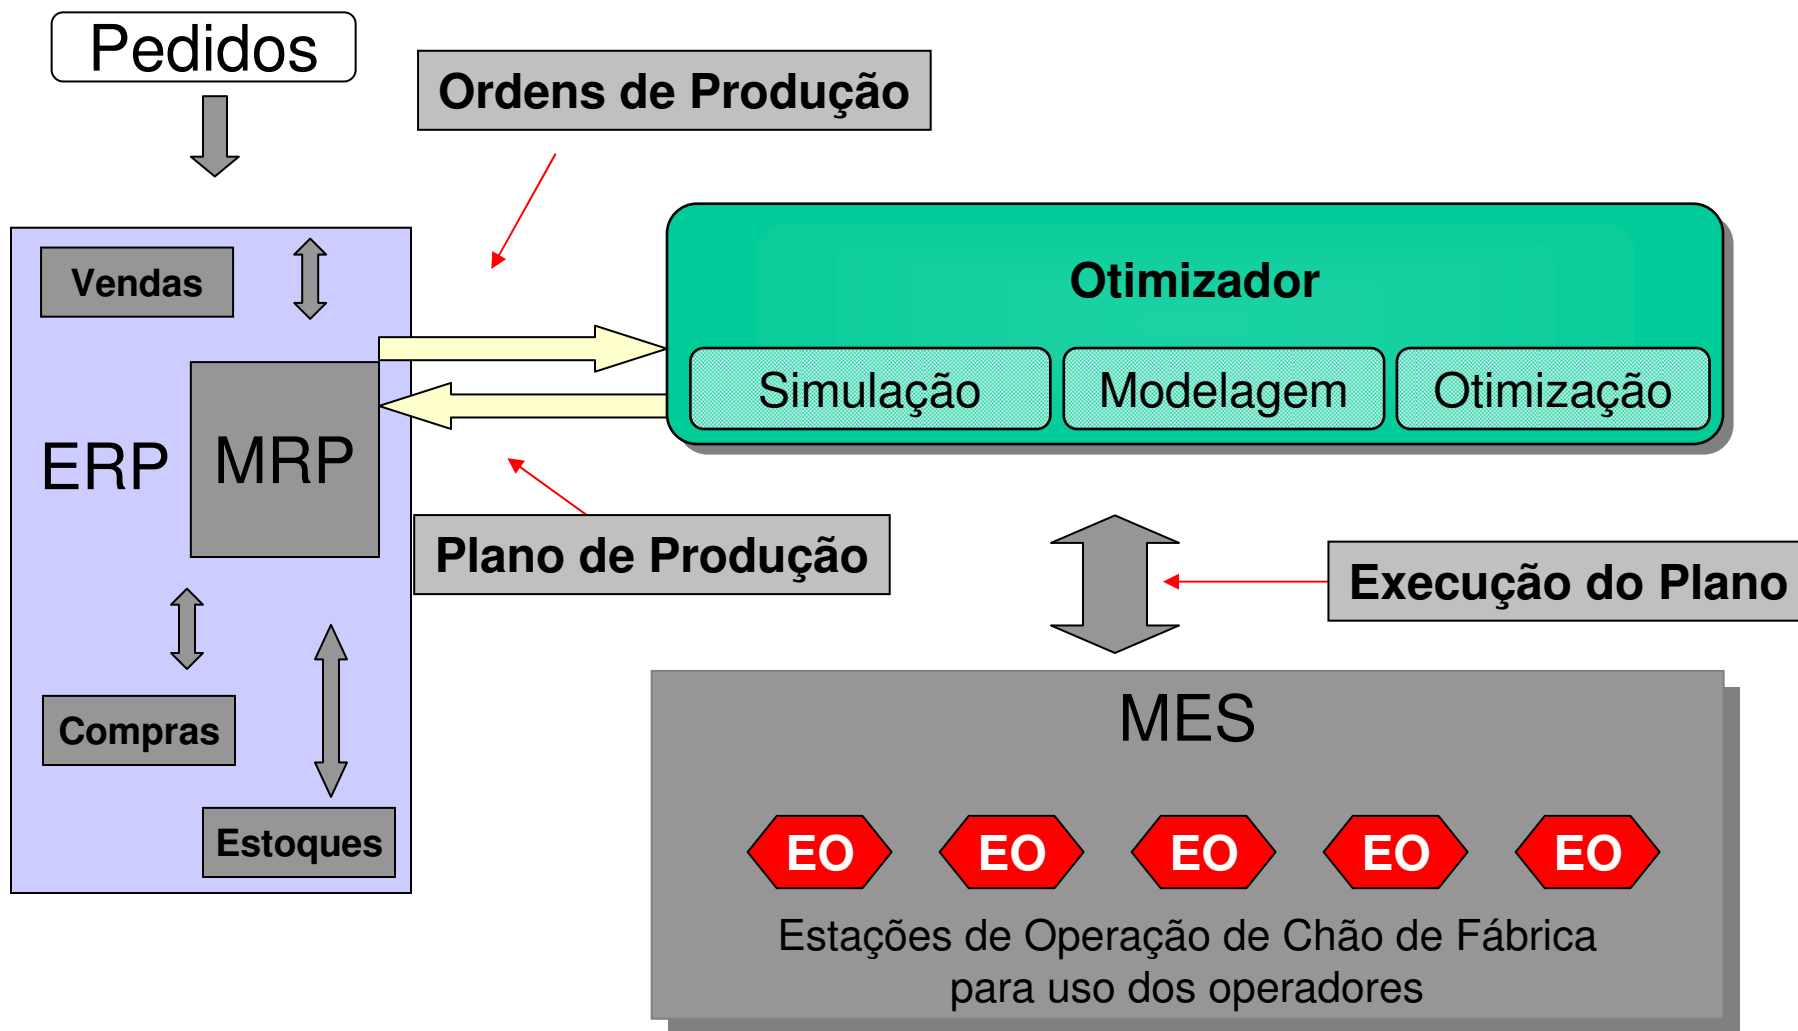 Pedidos
Ordens de Produção
Vendas
Otimizador
Simulação
Modelagem
Otimização
ERP
MRP
Plano de Produção
Execução do Plano
Compras
Estoques
MES
EO
EO
EO
EO
EO
Estações de Operação de Chão de Fábrica
para uso dos operadores